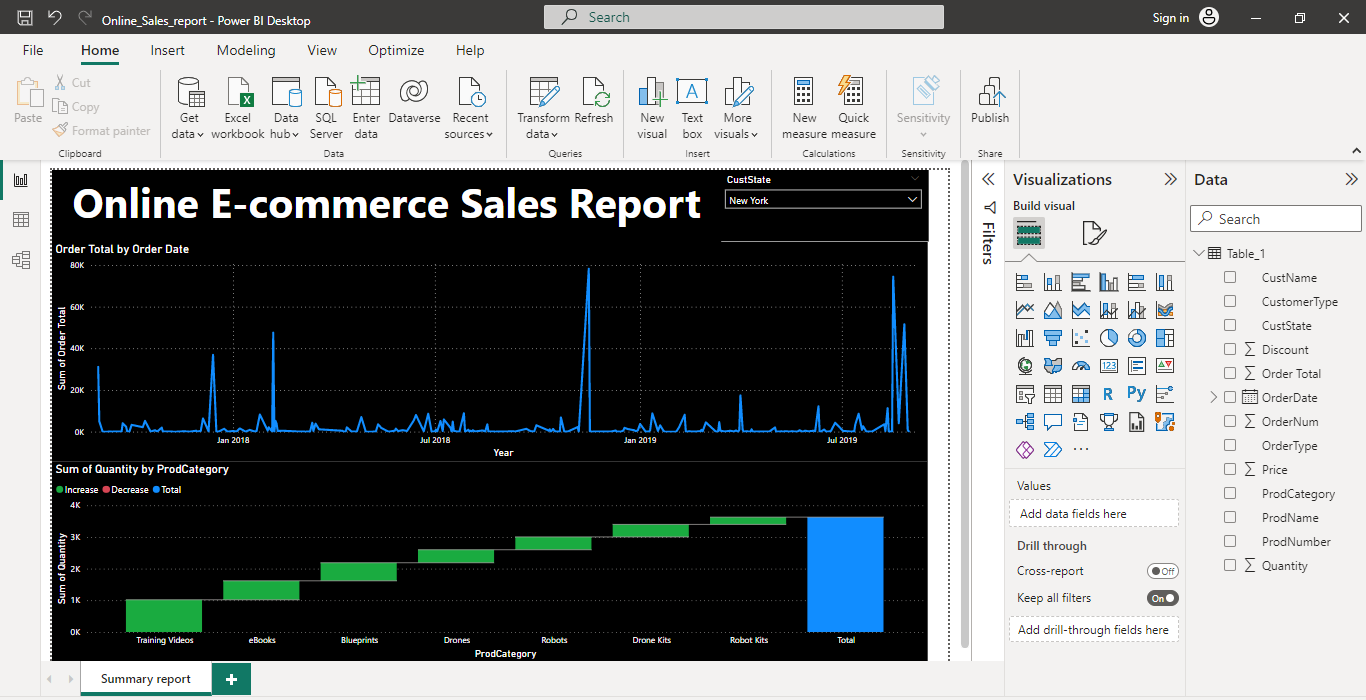 Online_Sales_report - Power BI Desktop
Search
Sign in
File Home Insert Modeling View Optimize Help
Paste
Cut
Copy
Format painter
Clipboard
Get data
Excel workbook
Data hub
SQL Server
Enter data
Dataverse
Recent sources
Data
Transform data
Refresh
Queries
New visual
Text box
More visuals
Insert
New measure
Quick measure
Calculations
Sensitivity
Sensitivity
Publish
Share
Online E-commerce Sales Report
CustState
New York
Order Total by Order Date
Sum of Order Total
80K
60K
40K
20K
0K
Jan 2018 Jul 2018 Jan 2019 Jul 2019
Year
Sum of Quantity by ProdCategory
Increase Decrease Total
Sum of Quantity
4K
3K
2K
1K
0K
Training Videos eBooks Blueprints Drones Robots Drone Kits Robot Kits Total
ProdCategory
Summary report
Filters
Visualizations
Build visual
123
R
Py
Values
Add data fields here
Drill through
Cross-report Off
Keep all filters On
Add drill-through fields here
Data
Search
Table_1
CustName
CustomerType
CustState
Discount
Order Total
OrderDate
OrderNum
OrderType
Price
ProdCategory
ProdName
ProdNumber
Quantity